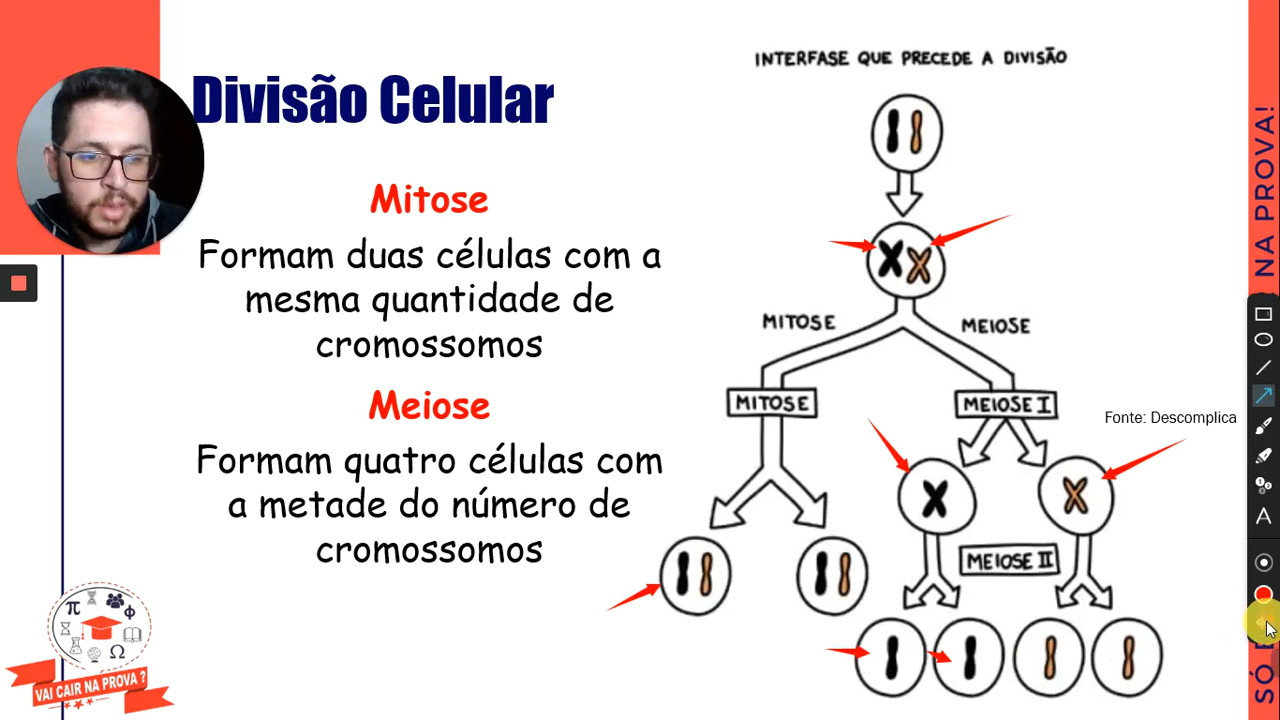 INTERFASE QUE PRECEDE A DIVISÃO
Divisão Celular
Mitose
Formam duas células com a
mesma quantidade de
cromossomos
Meiose
Formam quatro células com
a metade do número de
cromossomos
MITOSE
MEIOSE
MITOSE
MEIOSE I
Fonte: Descomplica
MEIOSE II
π
Φ
Ω
VAI CAIR NA PROVA ?
NA PROVA!
SÓ
A